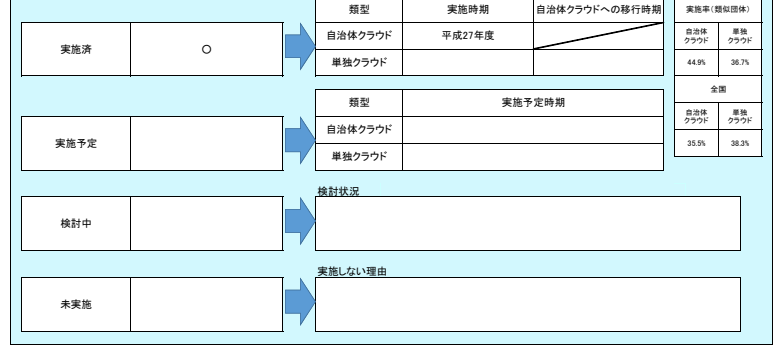 類型 実施時期 自治体クラウドへの移行時期
実施済 ○ 自治体クラウド 平成27年度
単独クラウド
実施率(類似団体)
自治体クラウド 単独クラウド
44.9% 36.7%
全国
自治体クラウド 単独クラウド
35.5% 38.3%
類型 実施予定時期
実施予定 自治体クラウド
単独クラウド
検討状況
検討中
実施しない理由
未実施